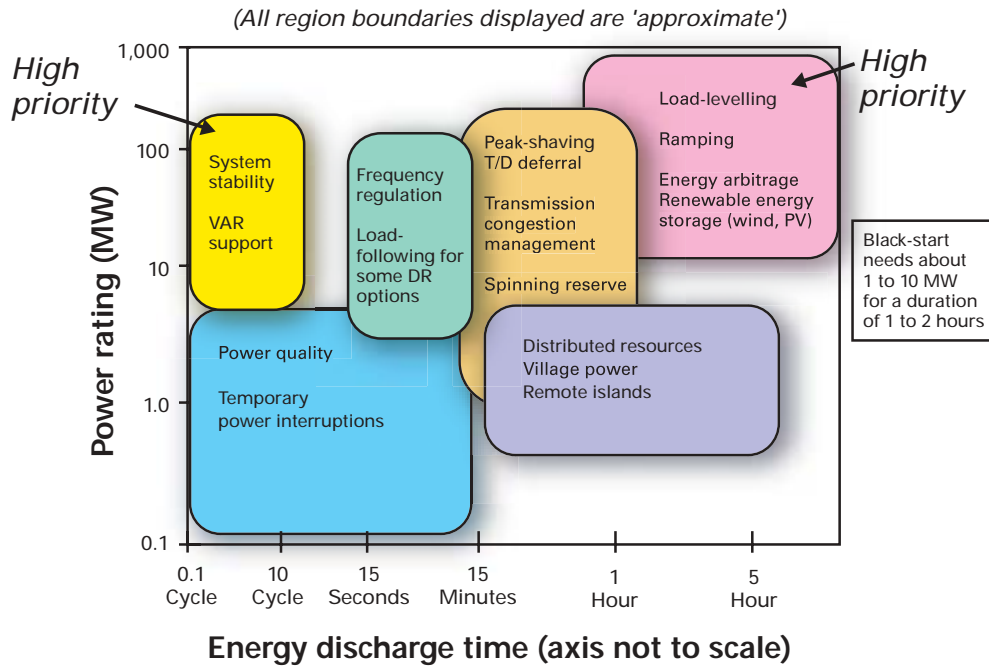 (All region boundaries displayed are 'approximate')
High
priority
High
priority
Power rating (MW)
1,000
100
10
1.0
0.1
System
stability
VAR
support
Frequency
regulation
Load-
following for
some DR
options
Peak-shaving
T/D deferral
Transmission
congestion
management
Spinning reserve
Load-levelling
Ramping
Energy arbitrage
Renewable energy
storage (wind, PV)
Black-start
needs about
1 to 10 MW
for a duration
of 1 to 2 hours
Power quality
Temporary
power interruptions
Distributed resources
Village power
Remote islands
0.1
Cycle
10
Cycle
15
Seconds
15
Minutes
1
Hour
5
Hour
Energy discharge time (axis not to scale)